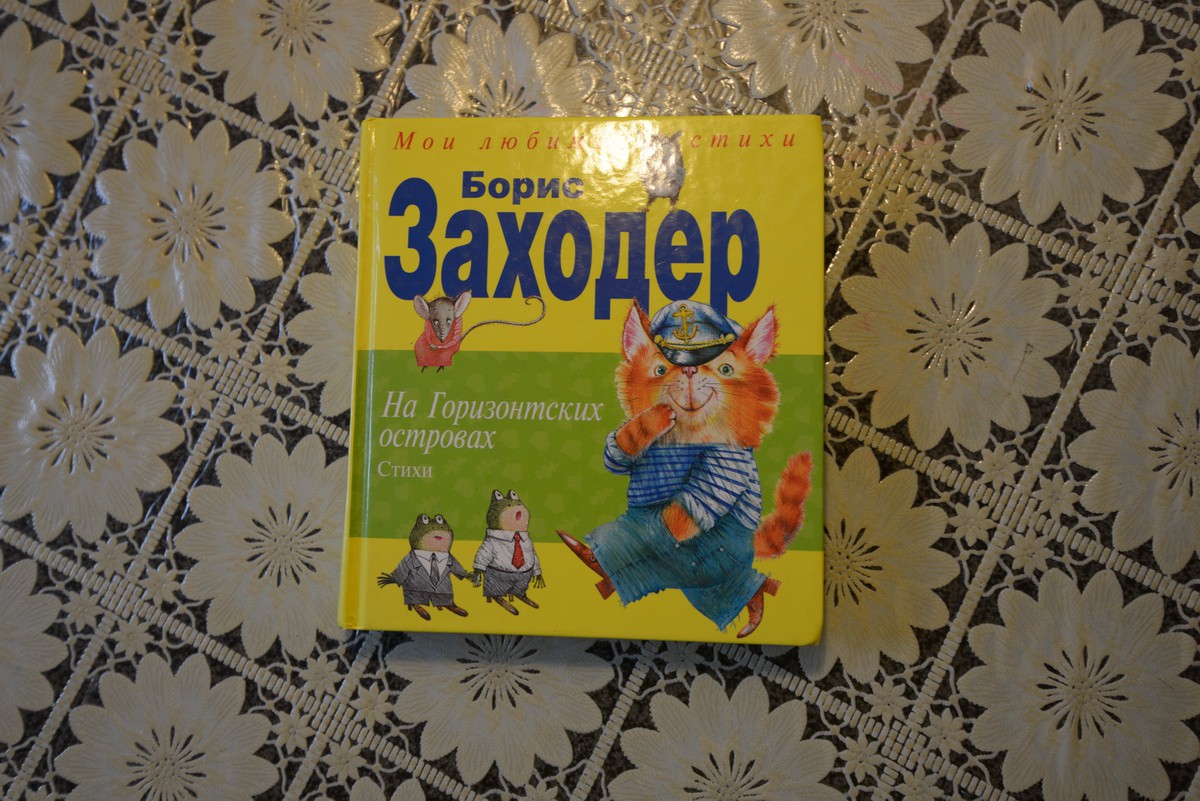 Мои стихи
Борис
Заходер
На Горизонтских
островах
Стихи